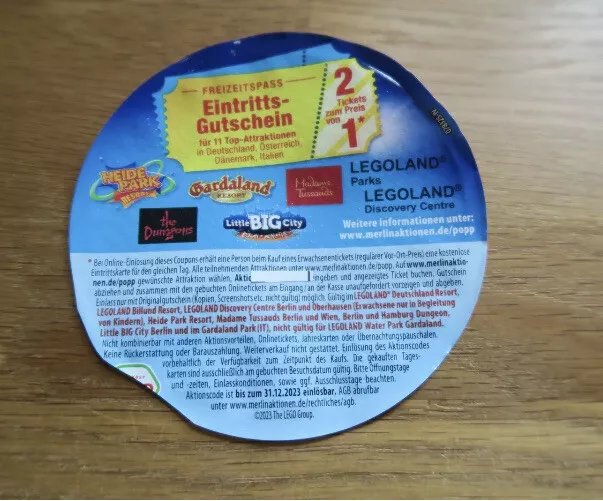 FREIZEITSPASS
Eintritts-
Gutschein
für 11 Top-Attraktionen
in Deutschland, Österreich,
Dänemark, Italien
2
Tickets
zum Preis
von
1*
HEIDE
PARK
RESORT
Gardaland
RESORT
Madame
Tussauds
LEGOLAND®
Parks
LEGOLAND®
Discovery Centre
the
Dungeons
Little BIG City
Weitere Informationen unter:
www.merlinaktionen.de/popp
* Bei Online-Einlösung dieses Coupons erhält eine Person beim Kauf eines Erwachsenentickets (regulärer Vor-Ort-Preis) eine kostenlose
Eintrittskarte für den gleichen Tag. Alle teilnehmenden Attraktionen unter www.merlinaktionen.de/popp. Auf www.merlinaktio-
nen.de/popp gewünschte Attraktion wählen, Aktic eingeben und angezeigtes Ticket buchen. Gutschein
abziehen und zusammen mit den gebuchten Onlinetickets am Eingang/an der Kasse unaufgefordert vorzeigen und abgeben.
Einlass nur mit Originalgutschein (Kopien, Screenshots etc. nicht gültig) möglich. Gültig im LEGOLAND® Deutschland Resort,
LEGOLAND Billund Resort, LEGOLAND Discovery Centre Berlin und Oberhausen (Erwachsene nur in Begleitung
von Kindern), Heide Park Resort, Madame Tussauds Berlin und Wien, Berlin und Hamburg Dungeon,
Little BIG City Berlin und im Gardaland Park (IT), nicht gültig für LEGOLAND Water Park Gardaland.
Nicht kombinierbar mit anderen Aktionsvorteilen, Onlinetickets, Jahreskarten oder Übernachtungspauschalen.
Keine Rückerstattung oder Barauszahlung. Weiterverkauf nicht gestattet. Einlösung des Aktionscodes
vorbehaltlich der Verfügbarkeit zum Zeitpunkt des Kaufs. Die gekauften Tages-
karten sind ausschließlich am gebuchten Besuchsdatum gültig. Bitte Öffnungstage
und -zeiten, Einlasskonditionen, sowie ggf. Ausschlusstage beachten.
Aktionscode ist bis zum 31.12.2023 einlösbar. AGB abrufbar
unter www.merlinaktionen.de/rechtliches/agb.
©2023 The LEGO Group.